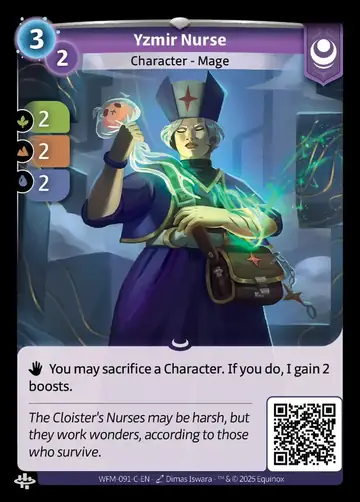 3
2
Yzmir Nurse
Character - Mage
2
2
2
You may sacrifice a Character. If you do, I gain 2
boosts.
The Cloister's Nurses may be harsh, but
they work wonders, according to those
who survive.
WFM-091-C-EN - Dimas Iswara - ™ & © 2025 Equinox